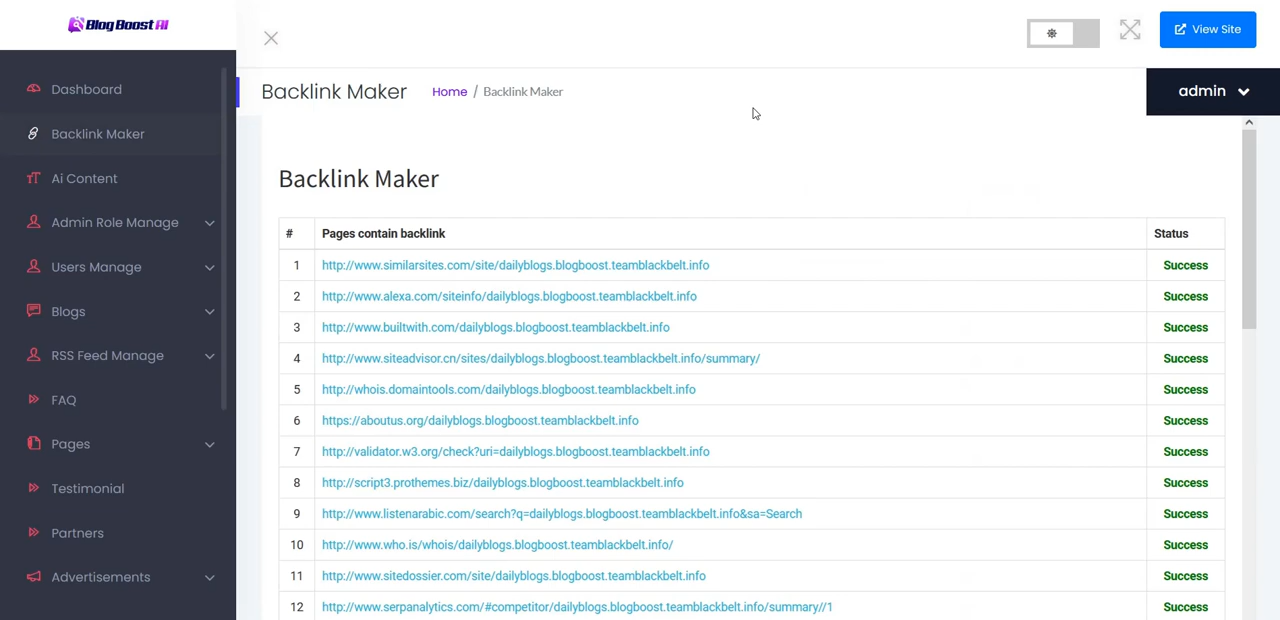 Blog Boost AI
View Site
Dashboard
Backlink Maker
Ai Content
Admin Role Manage
Users Manage
Blogs
RSS Feed Manage
FAQ
Pages
Testimonial
Partners
Advertisements
Backlink Maker
Home / Backlink Maker
admin
Backlink Maker
# Pages contain backlink Status
1 http://www.similarsites.com/site/dailyblogs.blogboost.teamblackbelt.info Success
2 http://www.alexa.com/siteinfo/dailyblogs.blogboost.teamblackbelt.info Success
3 http://www.builtwith.com/dailyblogs.blogboost.teamblackbelt.info Success
4 http://www.siteadvisor.cn/sites/dailyblogs.blogboost.teamblackbelt.info/summary/ Success
5 http://whois.domaintools.com/dailyblogs.blogboost.teamblackbelt.info Success
6 https://aboutus.org/dailyblogs.blogboost.teamblackbelt.info Success
7 http://validator.w3.org/check?uri=dailyblogs.blogboost.teamblackbelt.info Success
8 http://script3.prothemes.biz/dailyblogs.blogboost.teamblackbelt.info Success
9 http://www.listenarabic.com/search?q=dailyblogs.blogboost.teamblackbelt.info&sa=Search Success
10 http://www.who.is/whois/dailyblogs.blogboost.teamblackbelt.info/ Success
11 http://www.sitedossier.com/site/dailyblogs.blogboost.teamblackbelt.info Success
12 http://www.serpanalytics.com/#competitor/dailyblogs.blogboost.teamblackbelt.info/summary//1 Success